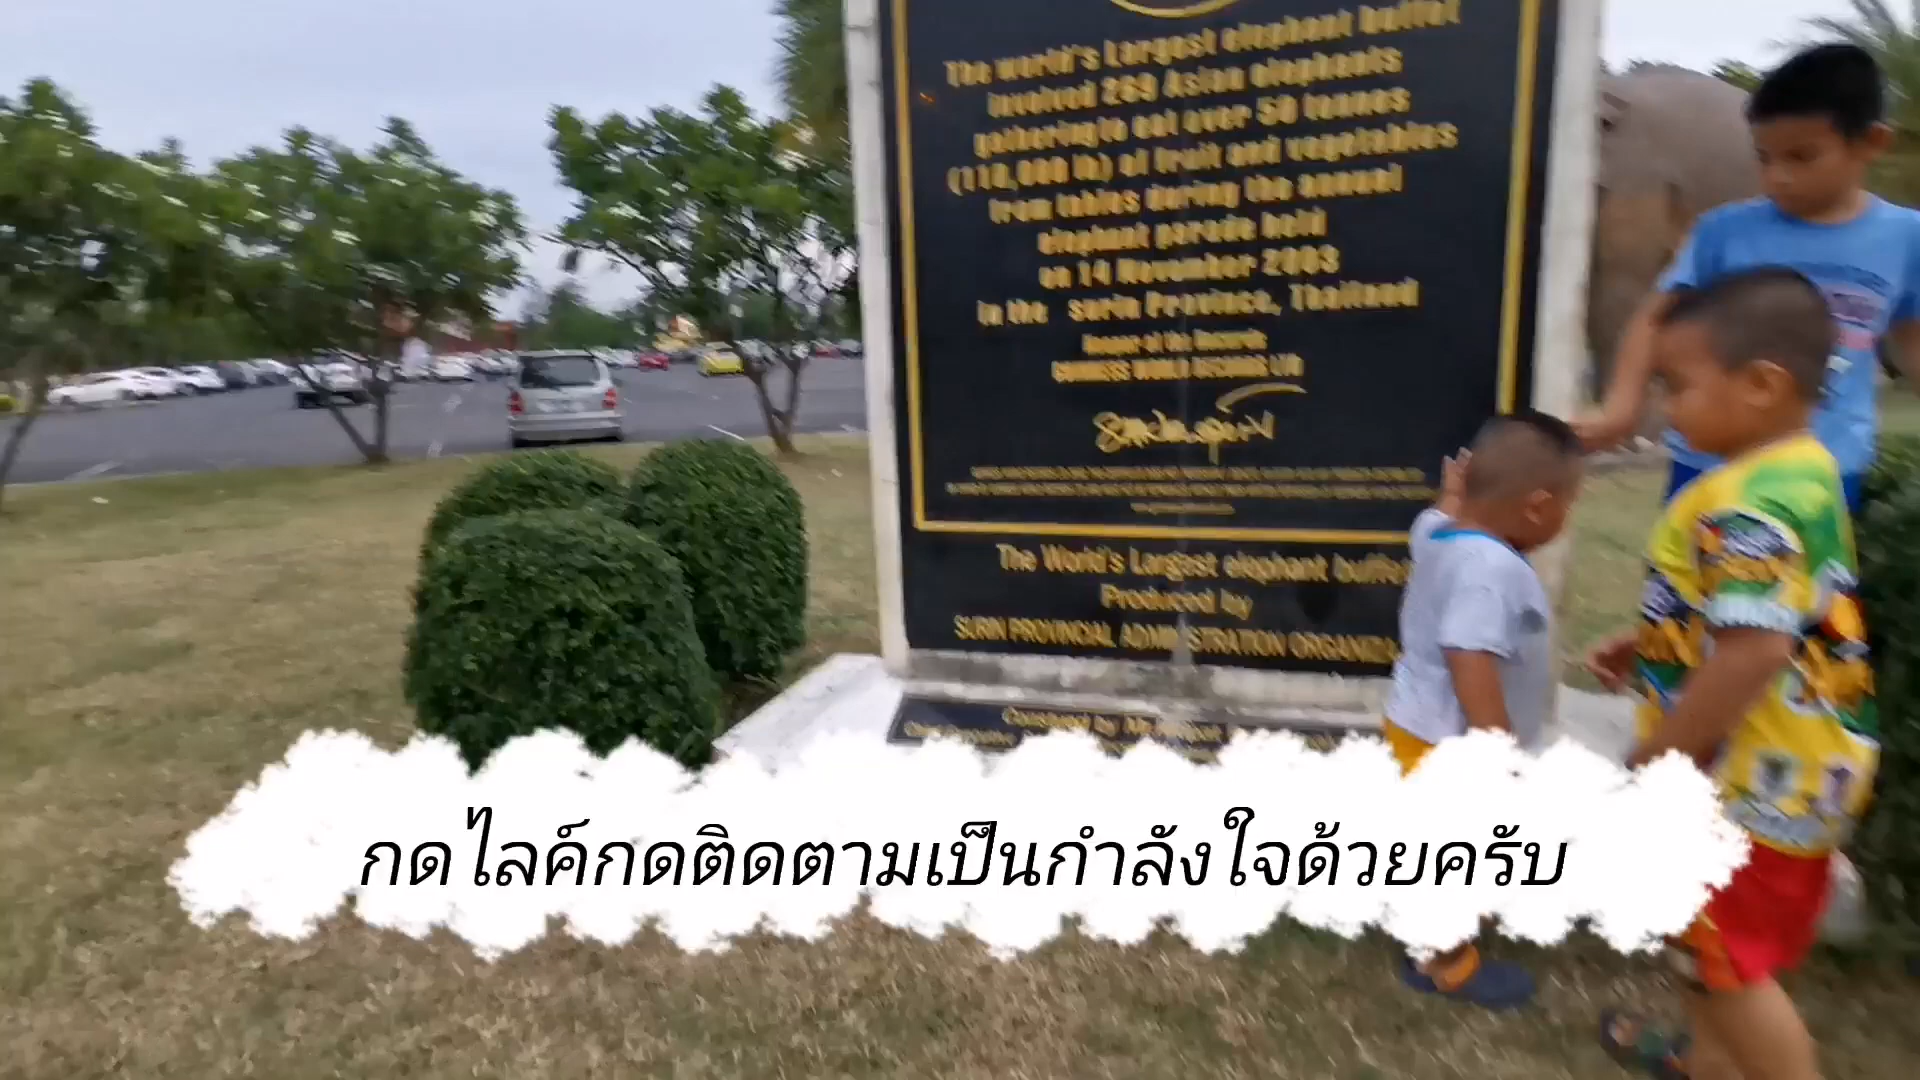 The world's Largest elephant buffet
involved 269 Asian elephants
gathering to eat over 50 tonnes
(110,000 lb) of fruit and vegetables
from tables during the annual
elephant parade held
on 14 November 2003
in the Surin Province, Thailand
Keeper of the Records
GUINNESS WORLD RECORDS LTD
The World's Largest elephant buffet
Produced by
SURIN PROVINCIAL ADMINISTRATION
กดไลค์กดติดตามเป็นกำลังใจด้วยครับ